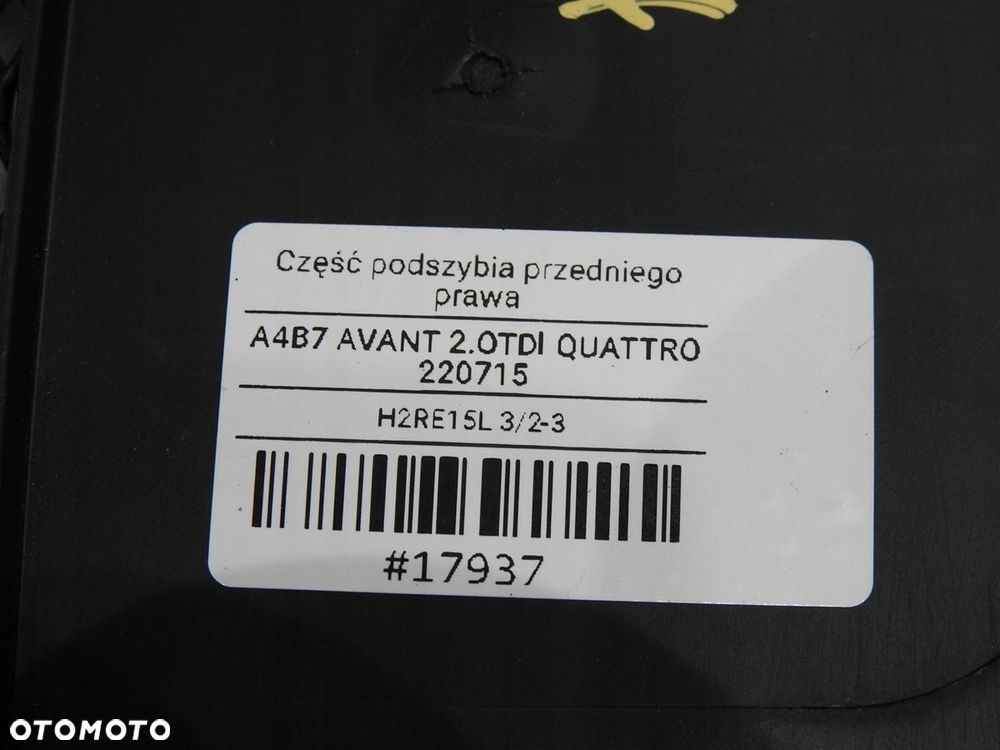 Część podszybia przedniego
prawa
A4B7 AVANT 2.0TDI QUATTRO
220715
H2RE15L 3/2-3
#17937
OTOMOTO